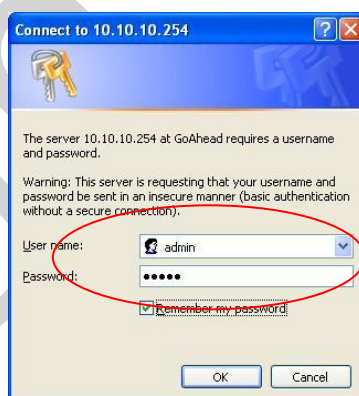 Connect to 10.10.10.254
The server 10.10.10.254 at GoAhead requires a username
and password.
Warning: This server is requesting that your username and
password be sent in an insecure manner (basic authentication
without a secure connection).
User name:
admin
Password:
•••••
Remember my password
OK
Cancel